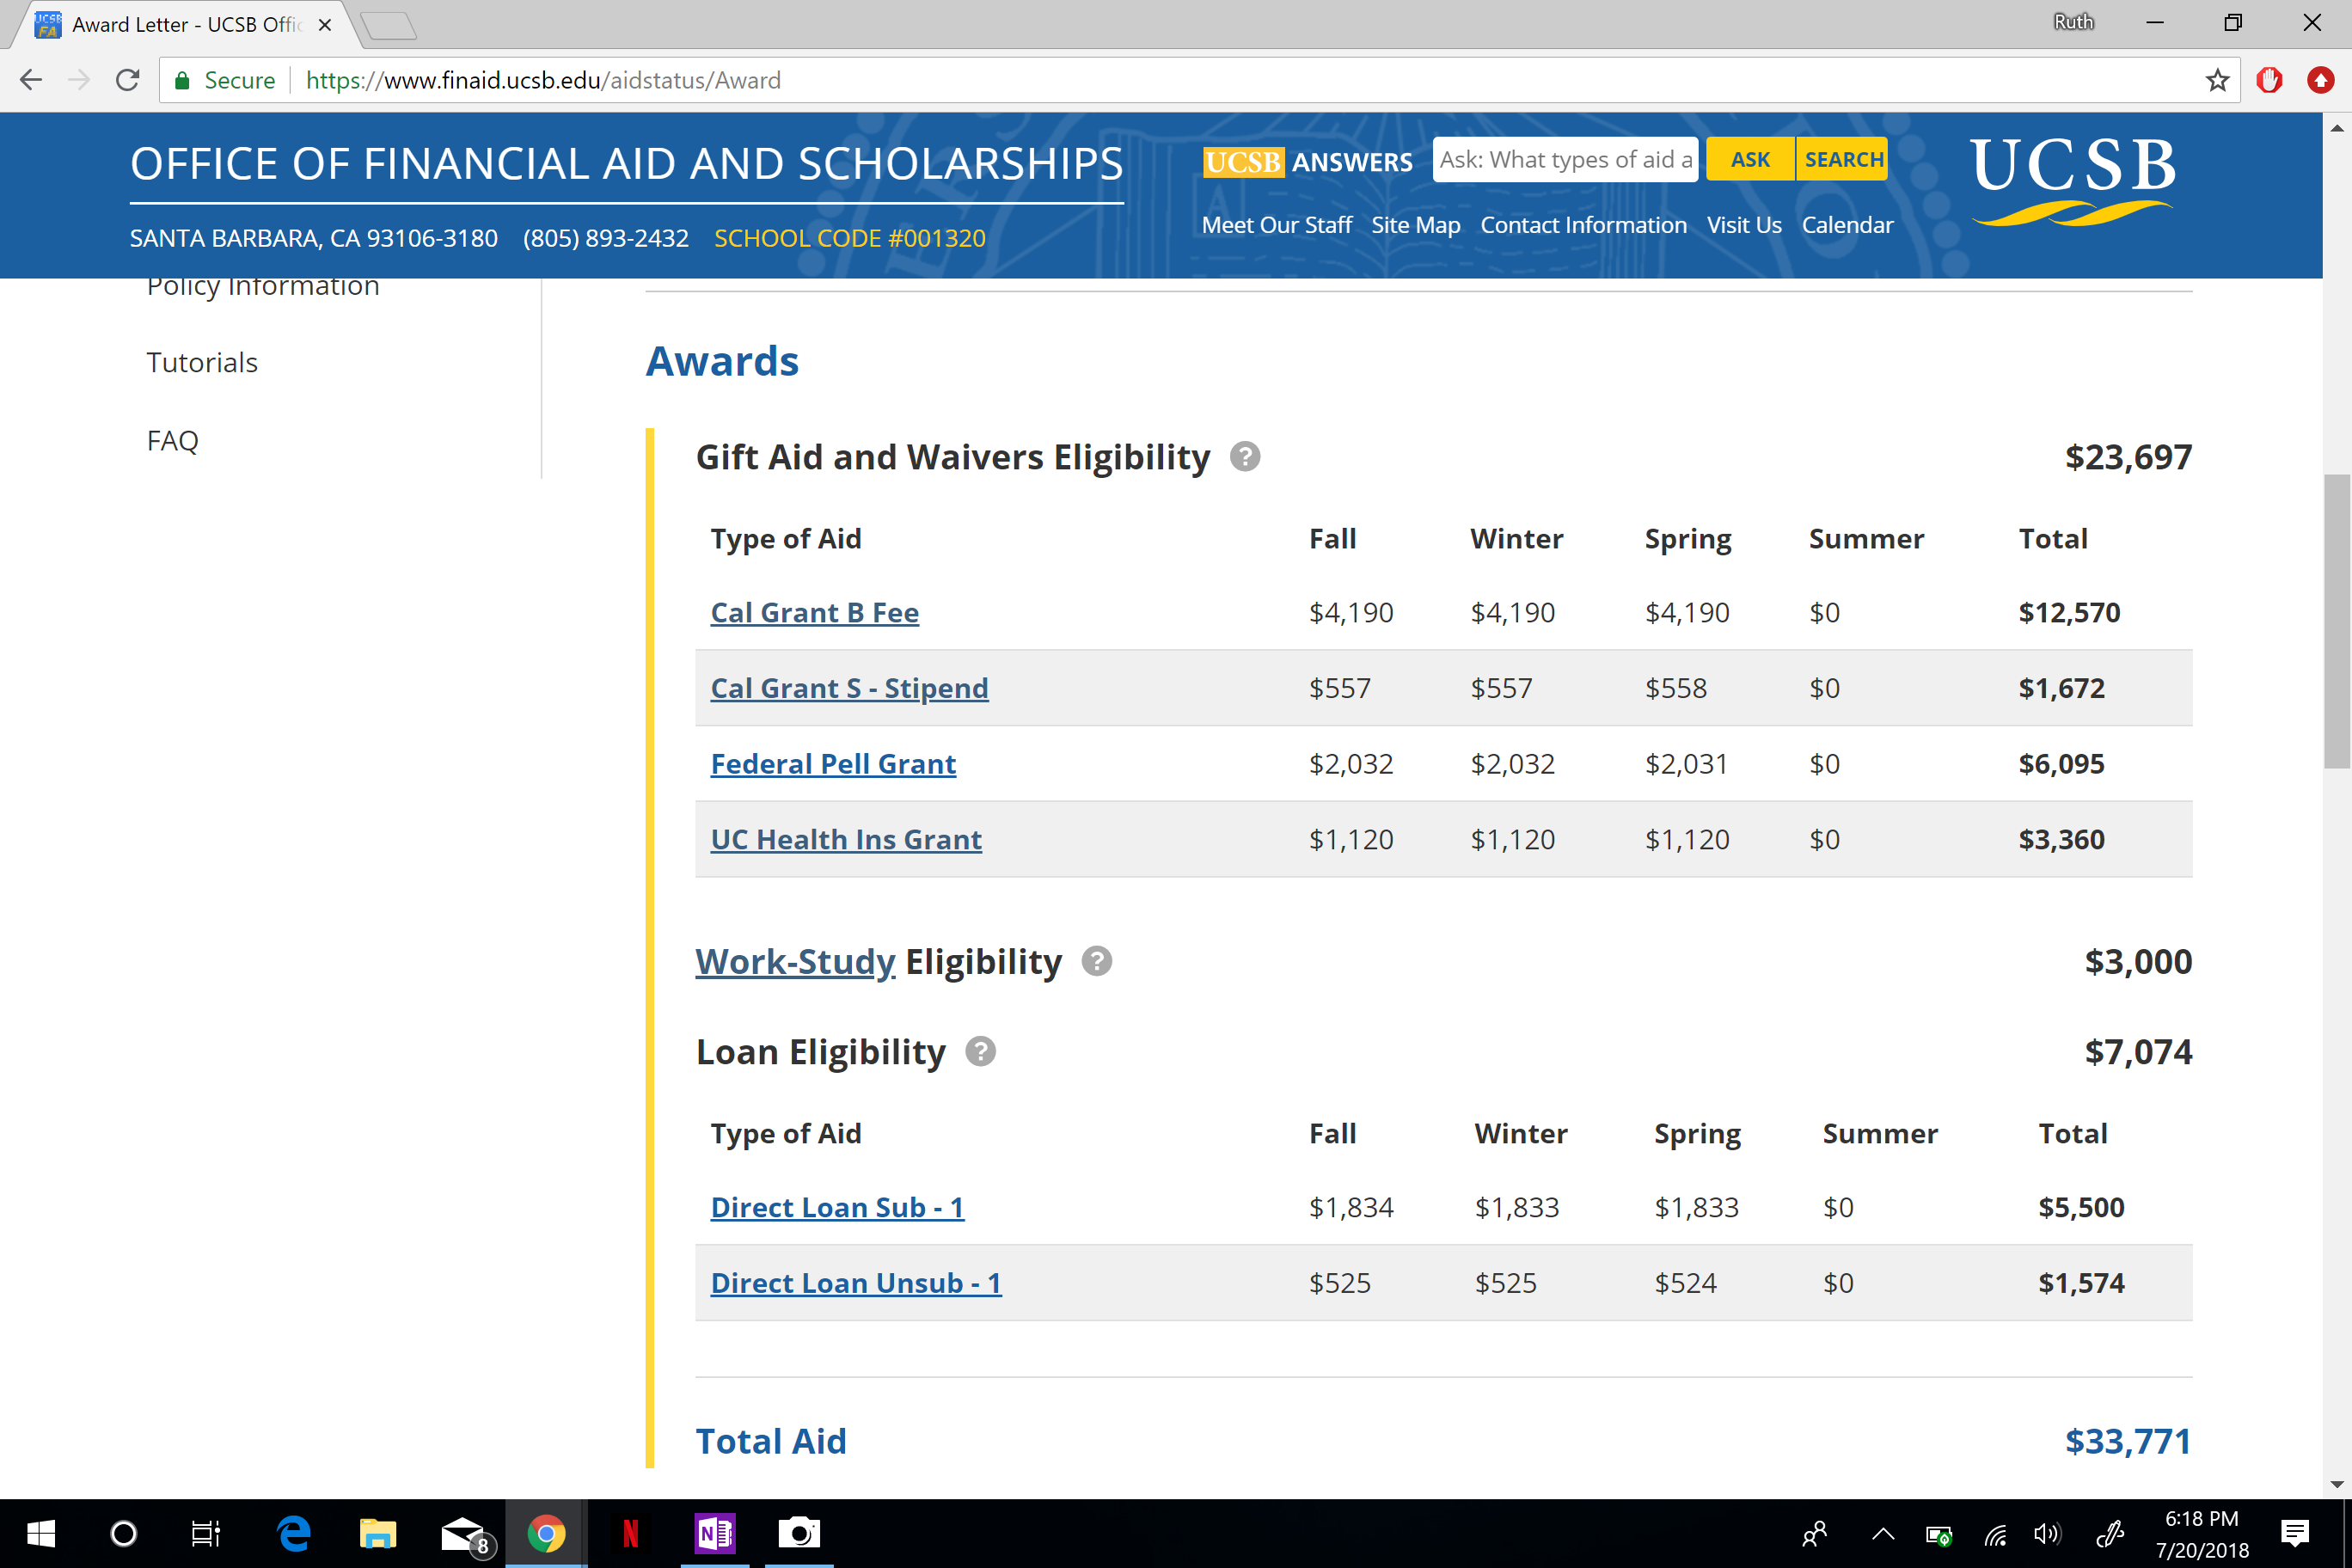 Award Letter - UCSB Offic
Ruth
Secure https://www.finaid.ucsb.edu/aidstatus/Award
OFFICE OF FINANCIAL AID AND SCHOLARSHIPS
UCSB ANSWERS Ask: What types of aid a ASK SEARCH
UCSB
SANTA BARBARA, CA 93106-3180 (805) 893-2432 SCHOOL CODE #001320
Meet Our Staff Site Map Contact Information Visit Us Calendar
Policy Information
Tutorials
FAQ
Awards
Gift Aid and Waivers Eligibility ? $23,697
Type of Aid Fall Winter Spring Summer Total
Cal Grant B Fee $4,190 $4,190 $4,190 $0 $12,570
Cal Grant S - Stipend $557 $557 $558 $0 $1,672
Federal Pell Grant $2,032 $2,032 $2,031 $0 $6,095
UC Health Ins Grant $1,120 $1,120 $1,120 $0 $3,360
Work-Study Eligibility ? $3,000
Loan Eligibility ? $7,074
Type of Aid Fall Winter Spring Summer Total
Direct Loan Sub - 1 $1,834 $1,833 $1,833 $0 $5,500
Direct Loan Unsub - 1 $525 $525 $524 $0 $1,574
Total Aid $33,771
8
6:18 PM
7/20/2018